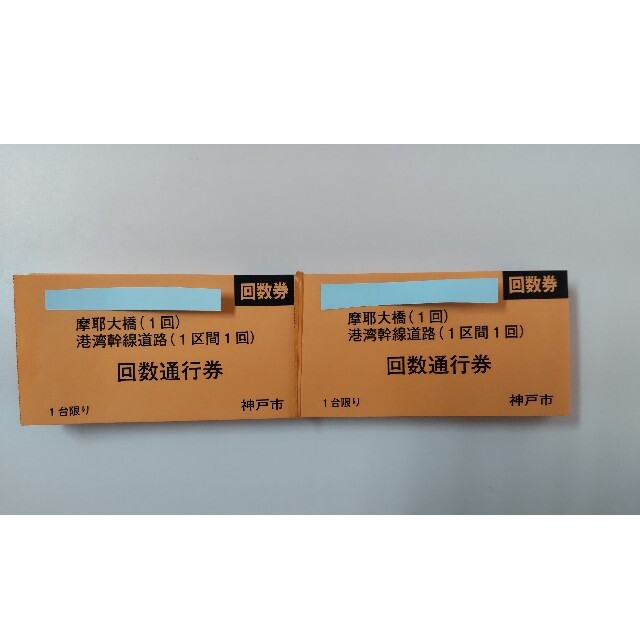 回数券
摩耶大橋(1回)
港湾幹線道路(1区間1回)
回数通行券
1台限り
神戸市
回数券
摩耶大橋(1回)
港湾幹線道路(1区間1回)
回数通行券
1台限り
神戸市